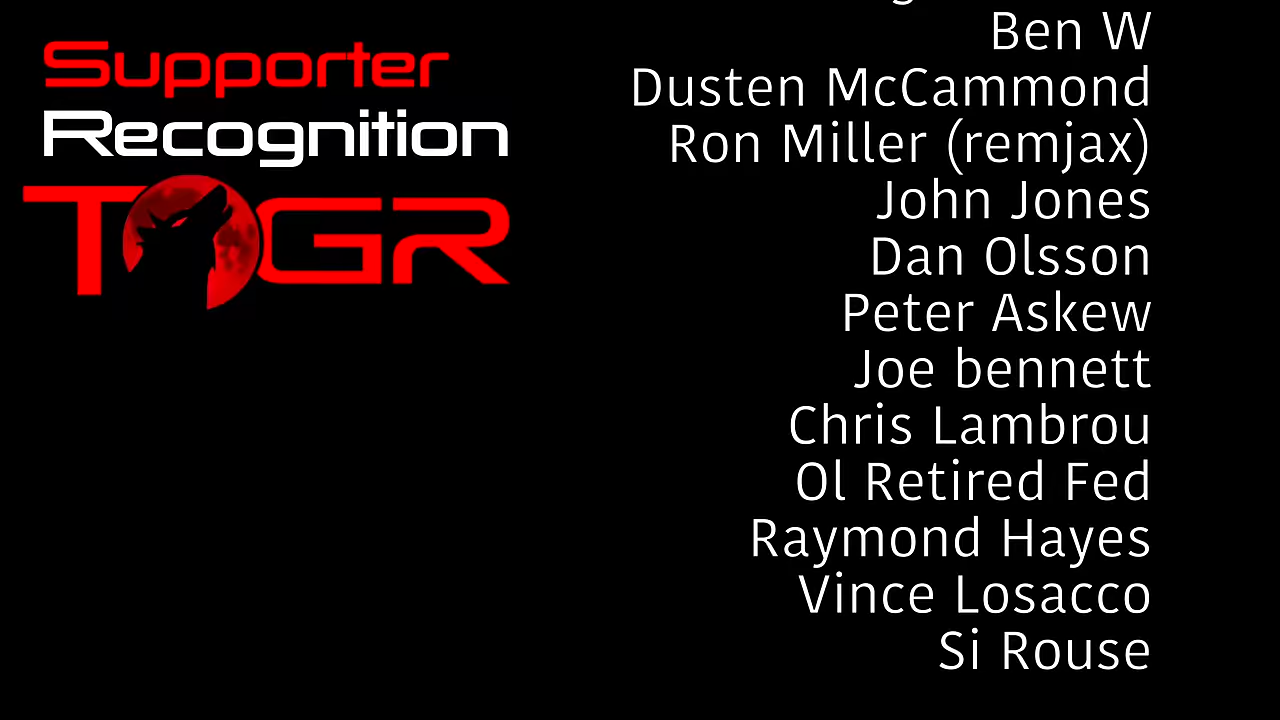 Supporter
Recognition
TOGR
Ben W
Dusten McCammond
Ron Miller (remjax)
John Jones
Dan Olsson
Peter Askew
Joe bennett
Chris Lambrou
Ol Retired Fed
Raymond Hayes
Vince Losacco
Si Rouse